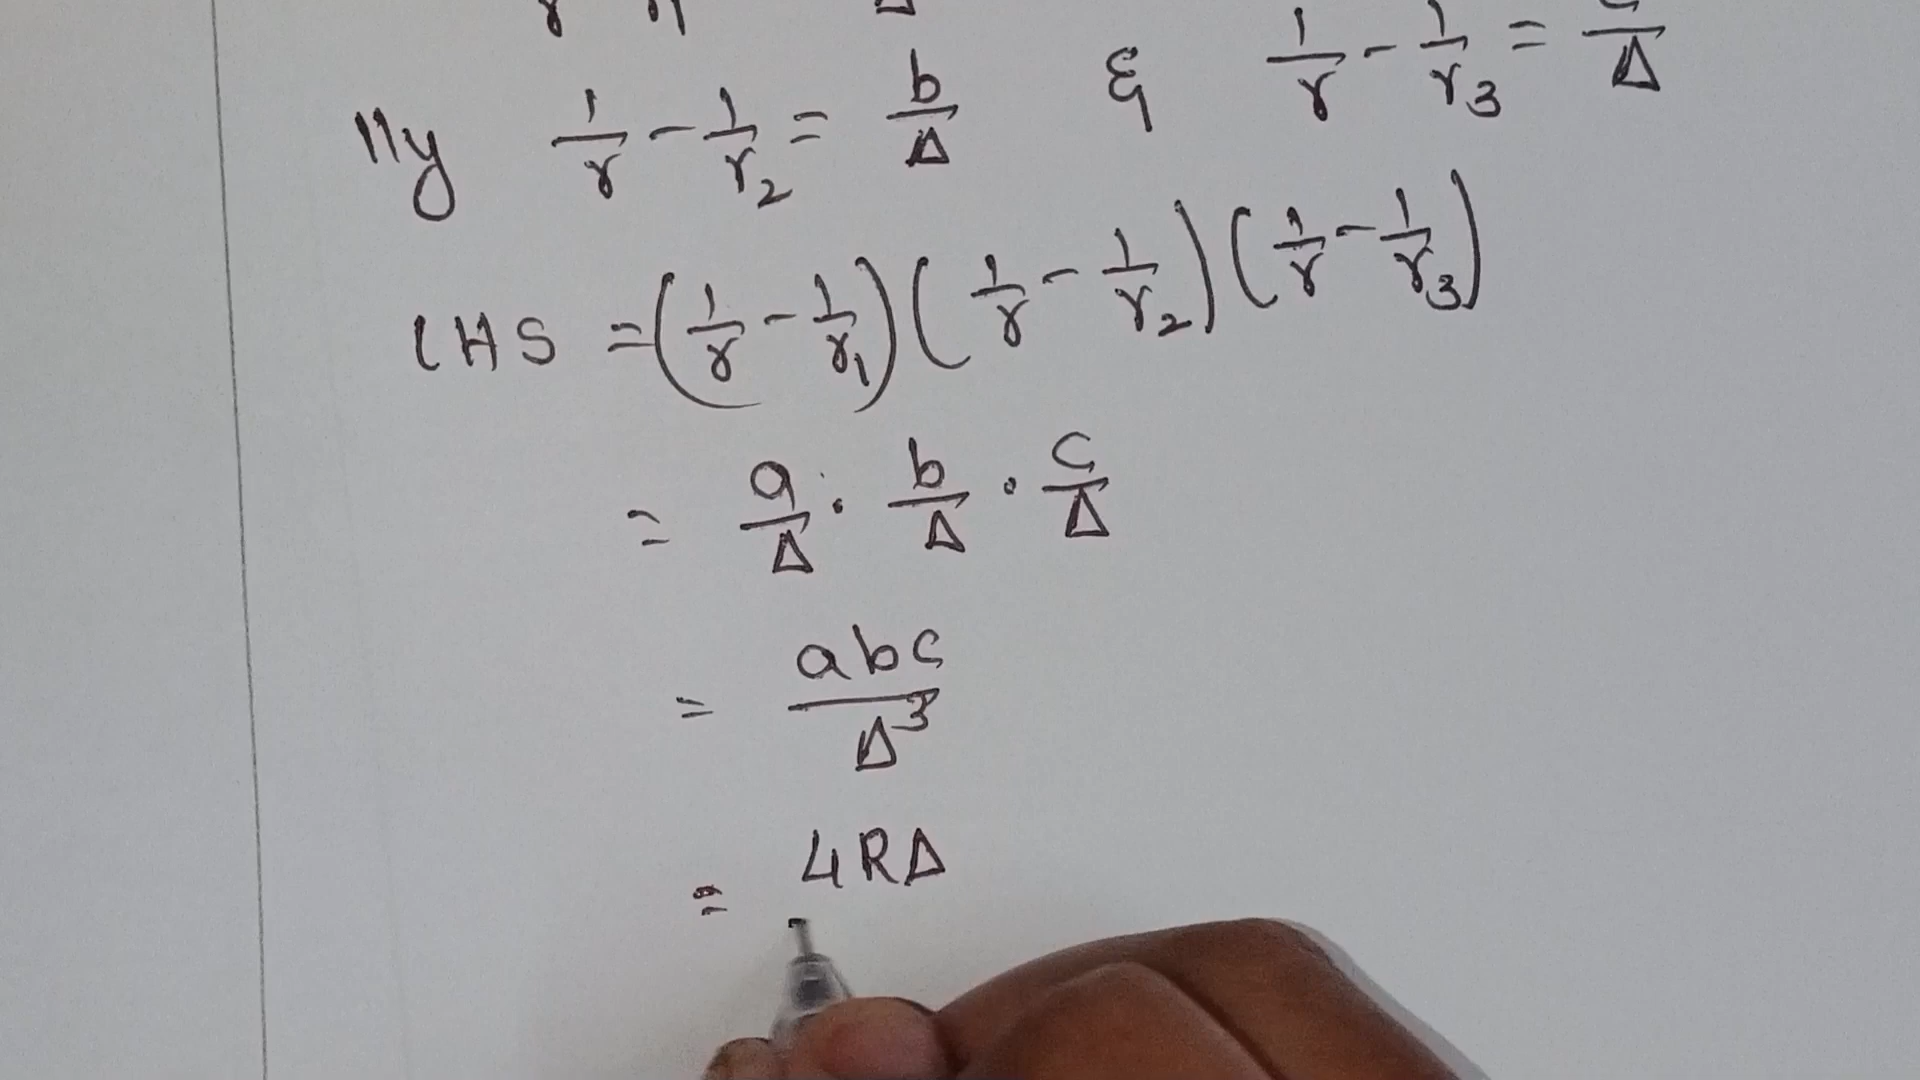 lly 1/r - 1/r₂ = b/Δ & 1/r - 1/r₃ = c/Δ
LHS = (1/r - 1/r₁)(1/r - 1/r₂)(1/r - 1/r₃)
= a/Δ · b/Δ · c/Δ
= abc/Δ³
= 4RΔ